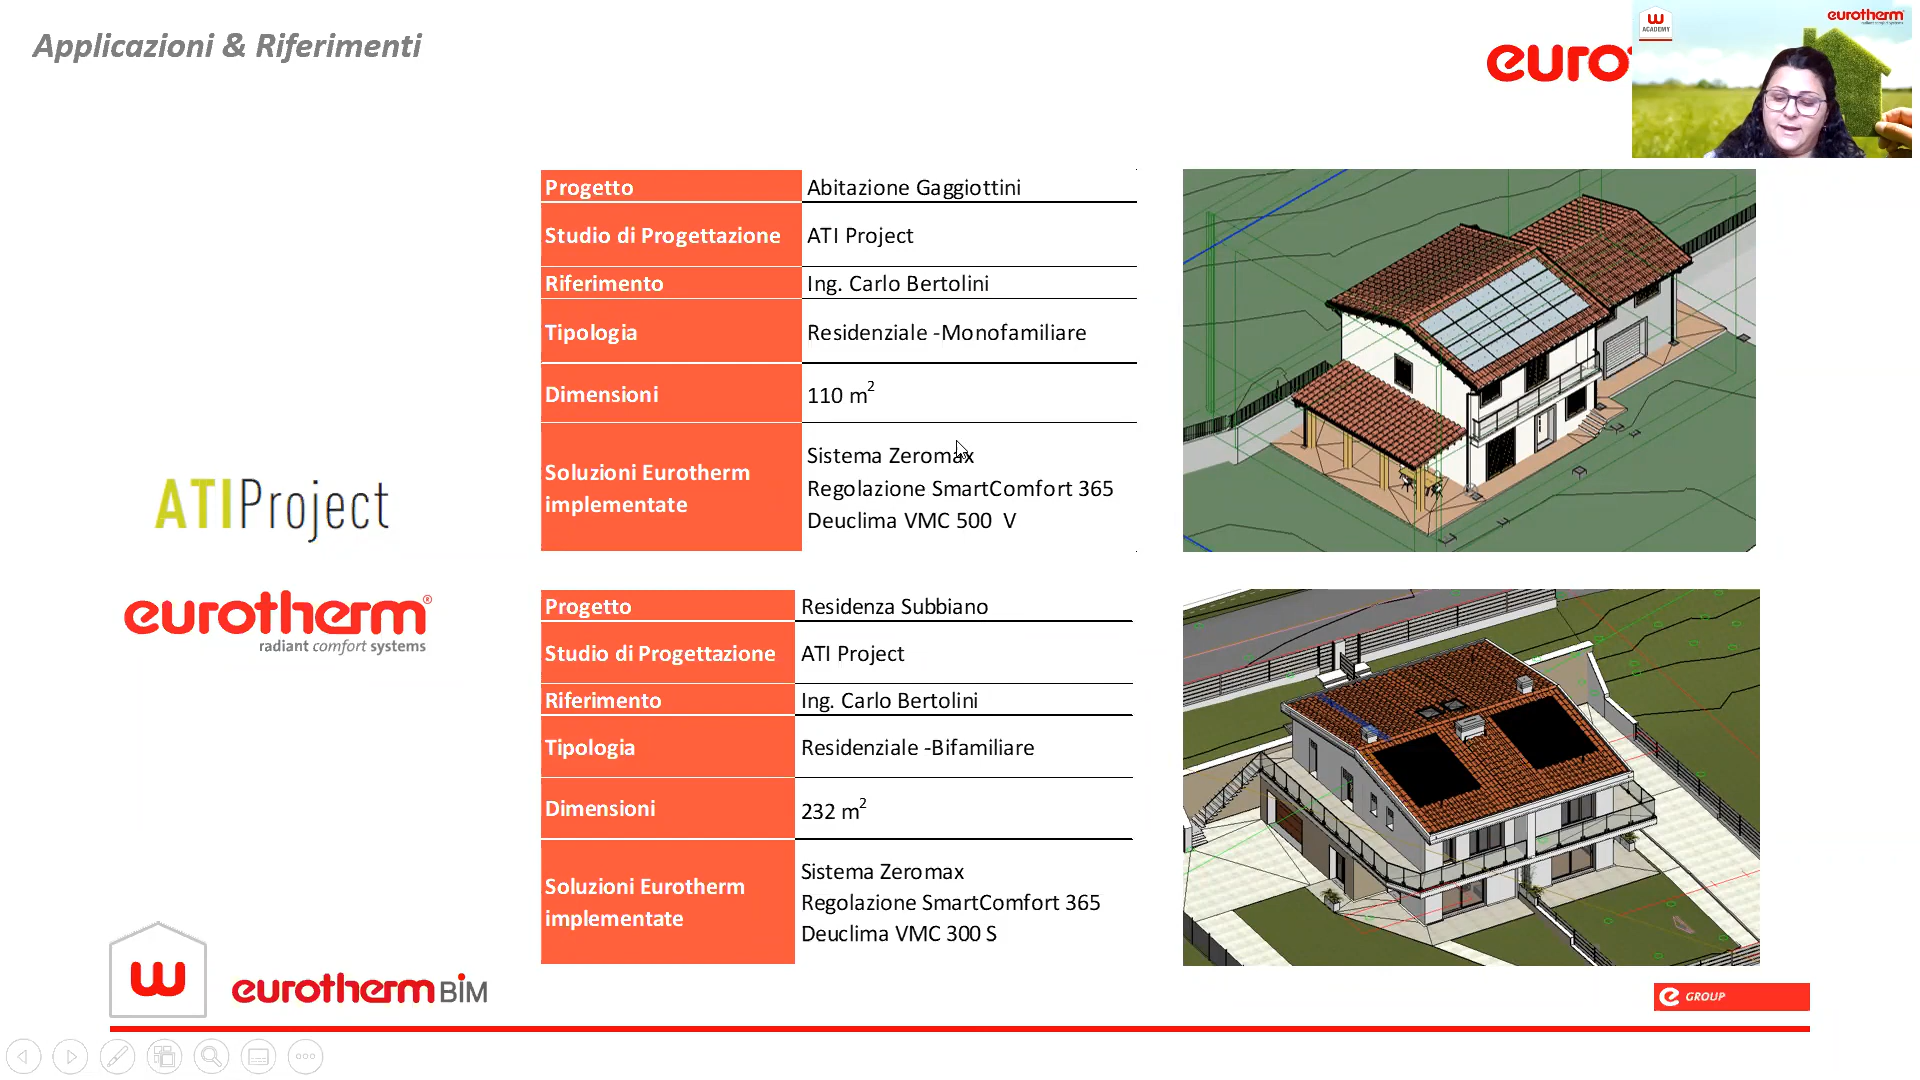 Applicazioni & Riferimenti
euro
W
ACADEMY
eurotherm
Progetto Abitazione Gaggiottini
Studio di Progettazione ATI Project
Riferimento Ing. Carlo Bertolini
Tipologia Residenziale -Monofamiliare
Dimensioni 110 m²
Soluzioni Eurotherm
implementate
Sistema Zeromax
Regolazione SmartComfort 365
Deuclima VMC 500 V
ATIProject
eurotherm®
radiant comfort systems
Progetto Residenza Subbiano
Studio di Progettazione ATI Project
Riferimento Ing. Carlo Bertolini
Tipologia Residenziale -Bifamiliare
Dimensioni 232 m²
Soluzioni Eurotherm
implementate
Sistema Zeromax
Regolazione SmartComfort 365
Deuclima VMC 300 S
W
eurotherm BIM
e GROUP